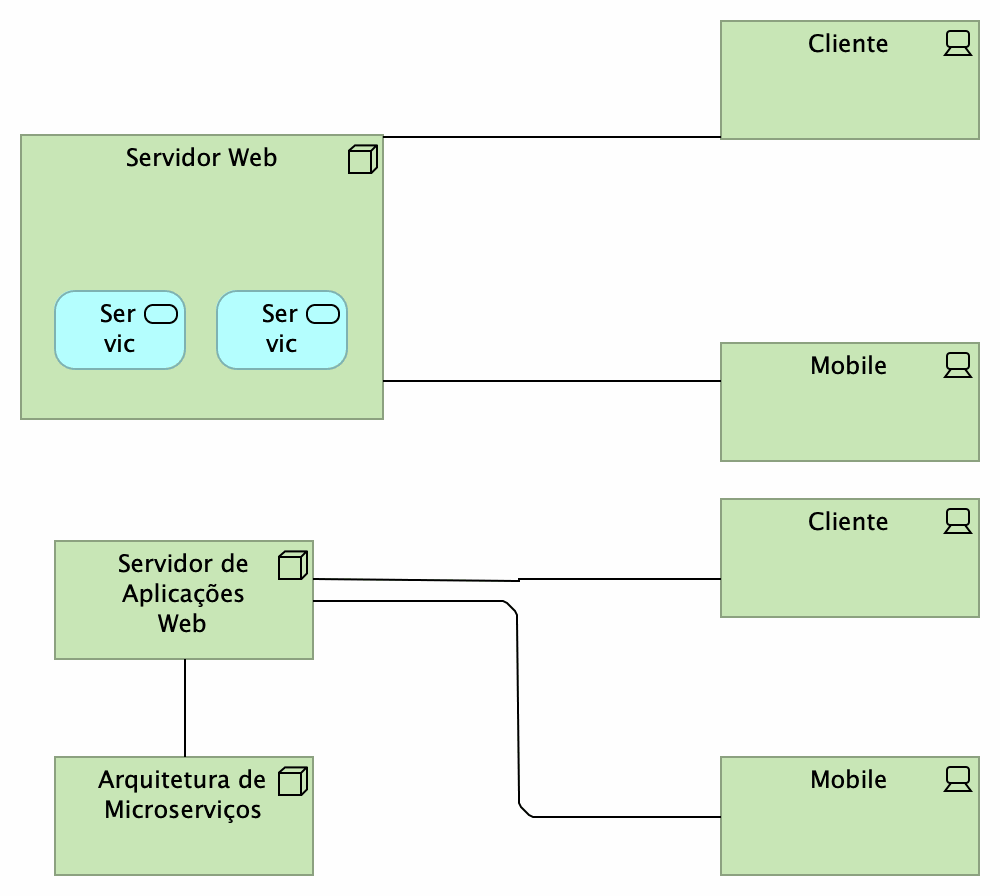 Cliente
Servidor Web
Ser
vic
Ser
vic
Mobile
Cliente
Servidor de
Aplicações
Web
Arquitetura de
Microserviços
Mobile